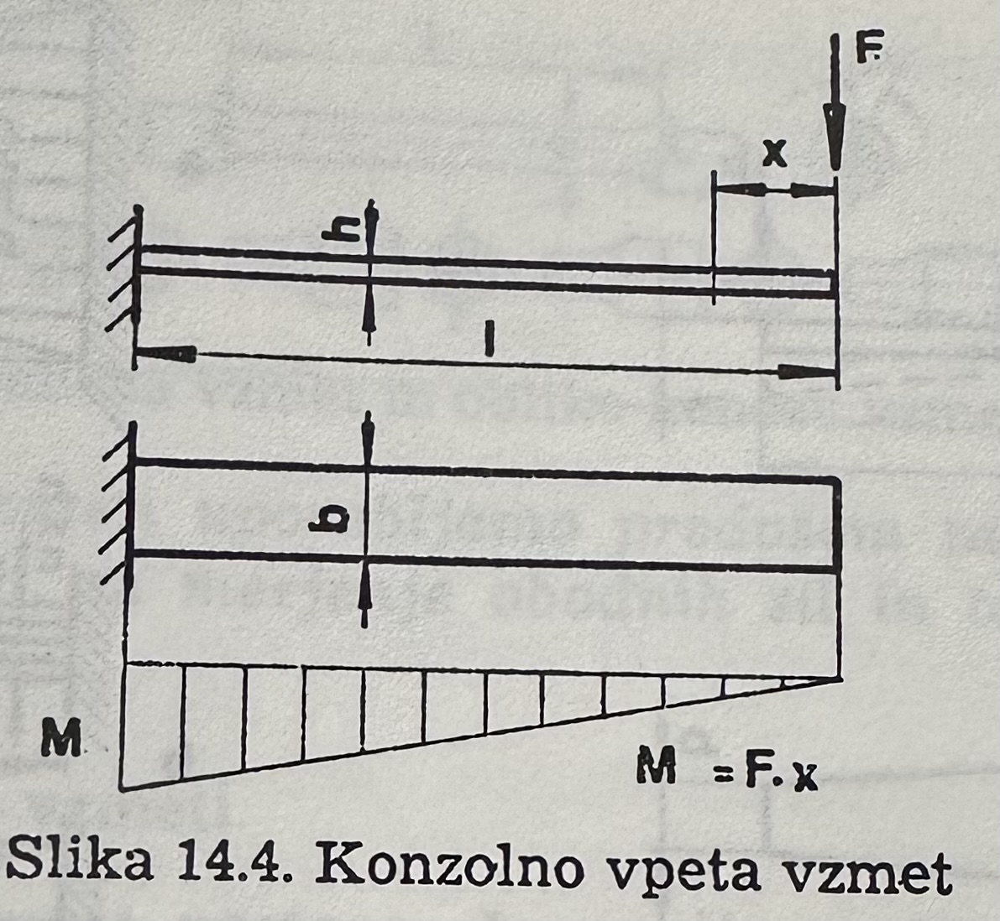 F
x
h
l
b
M
M = F. x
Slika 14.4. Konzolno vpeta vzmet